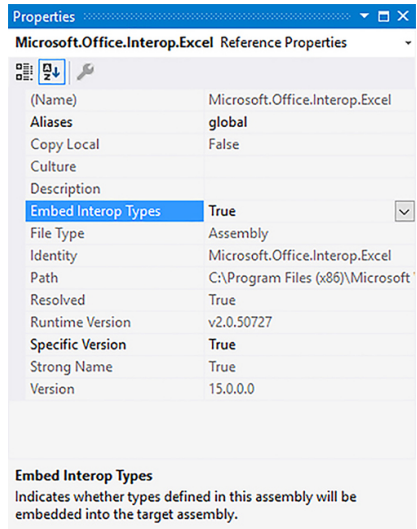 Properties
Microsoft.Office.Interop.Excel Reference Properties
(Name) Microsoft.Office.Interop.Excel
Aliases global
Copy Local False
Culture
Description
Embed Interop Types True
File Type Assembly
Identity Microsoft.Office.Interop.Excel
Path C:\Program Files (x86)\Microsoft
Resolved True
Runtime Version v2.0.50727
Specific Version True
Strong Name True
Version 15.0.0.0
Embed Interop Types
Indicates whether types defined in this assembly will be
embedded into the target assembly.